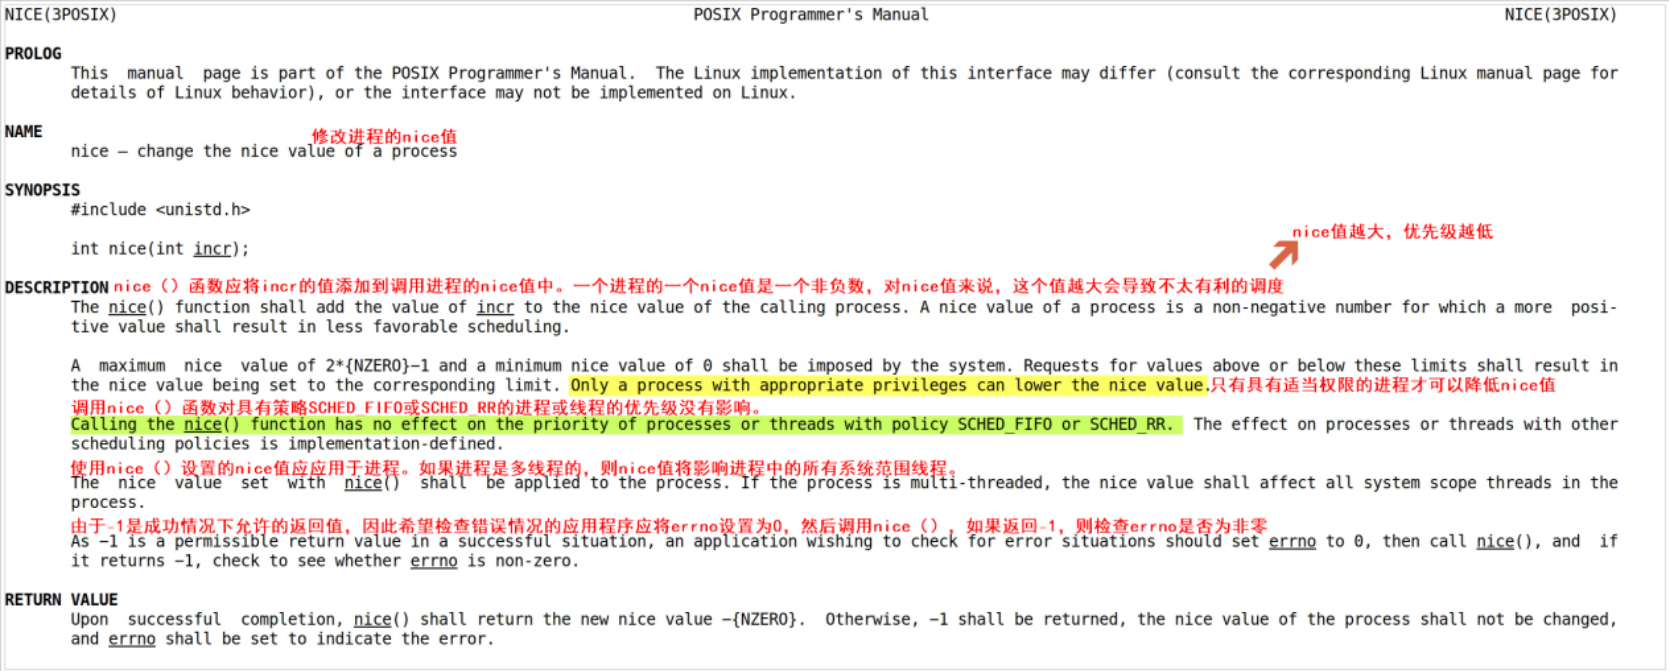 NICE(3POSIX) POSIX Programmer's Manual NICE(3POSIX)
PROLOG
This manual page is part of the POSIX Programmer's Manual. The Linux implementation of this interface may differ (consult the corresponding Linux manual page for
details of Linux behavior), or the interface may not be implemented on Linux.
NAME
修改进程的nice值
nice — change the nice value of a process
SYNOPSIS
#include <unistd.h>
nice值越大，优先级越低
int nice(int incr);
DESCRIPTION nice（）函数应将incr的值添加到调用进程的nice值中。一个进程的一个nice值是一个非负数，对nice值来说，这个值越大会导致不太有利的调度
The nice() function shall add the value of incr to the nice value of the calling process. A nice value of a process is a non-negative number for which a more posi-
tive value shall result in less favorable scheduling.
A maximum nice value of 2*{NZERO}−1 and a minimum nice value of 0 shall be imposed by the system. Requests for values above or below these limits shall result in
the nice value being set to the corresponding limit. Only a process with appropriate privileges can lower the nice value.只有具有适当权限的进程才可以降低nice值
调用nice（）函数对具有策略SCHED_FIFO或SCHED_RR的进程或线程的优先级没有影响。
Calling the nice() function has no effect on the priority of processes or threads with policy SCHED_FIFO or SCHED_RR. The effect on processes or threads with other
scheduling policies is implementation-defined.
使用nice（）设置的nice值应应用于进程。如果进程是多线程的，则nice值将影响进程中的所有系统范围线程。
The nice value set with nice() shall be applied to the process. If the process is multi-threaded, the nice value shall affect all system scope threads in the
process.
由于-1是成功情况下允许的返回值，因此希望检查错误情况的应用程序应将errno设置为0，然后调用nice（），如果返回-1，则检查errno是否为非零
As −1 is a permissible return value in a successful situation, an application wishing to check for error situations should set errno to 0, then call nice(), and if
it returns −1, check to see whether errno is non-zero.
RETURN VALUE
Upon successful completion, nice() shall return the new nice value −{NZERO}. Otherwise, −1 shall be returned, the nice value of the process shall not be changed,
and errno shall be set to indicate the error.